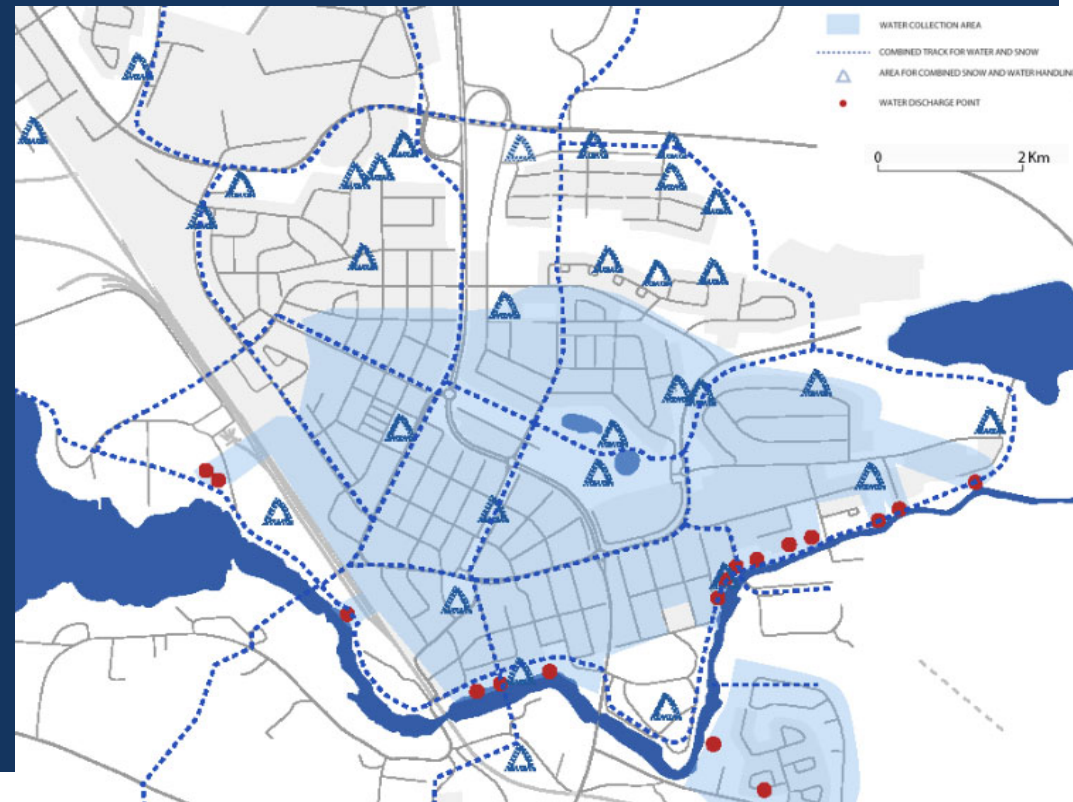 WATER COLLECTION AREA
COMBINED TRACK FOR WATER AND SNOW
AREA FOR COMBINED SNOW AND WATER HANDLIN
WATER DISCHARGE POINT
0 2 Km